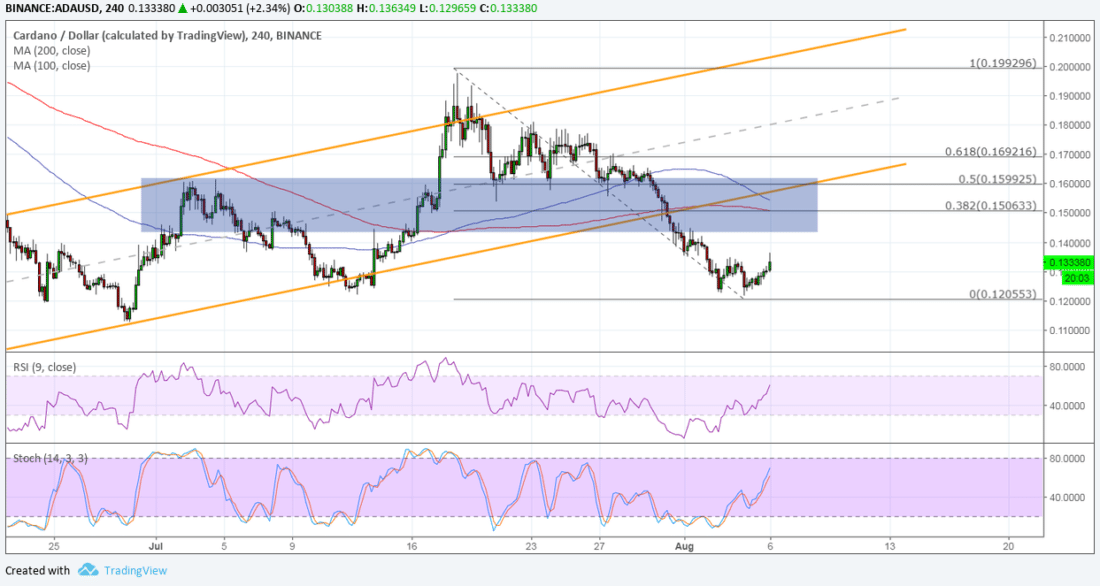 BINANCE:ADAUSD, 240 0.133380 ▲ +0.003051 (+2.34%) O:0.130388 H:0.136349 L:0.129659 C:0.133380
Cardano / Dollar (calculated by TradingView), 240, BINANCE
MA (200, close)
MA (100, close)
0.210000
1(0.199296)
0.200000
0.190000
0.180000
0.170000
0.618(0.169216)
0.160000
0.5(0.159925)
0.150000
0.382(0.150633)
0.140000
0.133380
20:03
0(0.120553)
0.120000
0.110000
RSI (9, close)
80.0000
40.0000
Stoch (14, 3, 3)
80.0000
40.0000
25 Jul 5 9 16 23 27 Aug 6 13 20
Created with TradingView